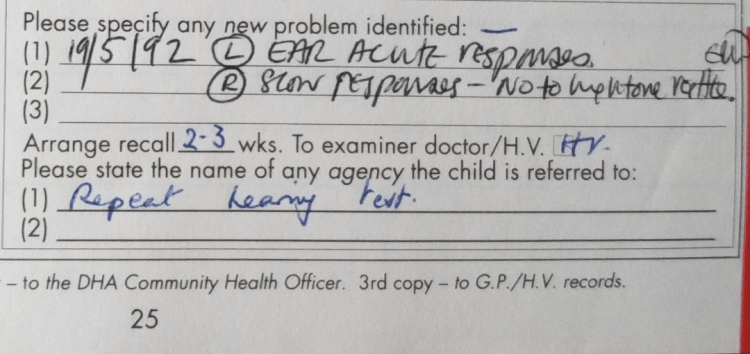 Please specify any new problem identified: —
(1) 19/5/92 (L) EAR Acute responses.
(2) (R) Slow responses – No to high tone rattle.
(3)
Arrange recall 2-3 wks. To examiner doctor/H.V. HV.
Please state the name of any agency the child is referred to:
(1) Repeat hearing test.
(2)
– to the DHA Community Health Officer. 3rd copy – to G.P./H.V. records.
25